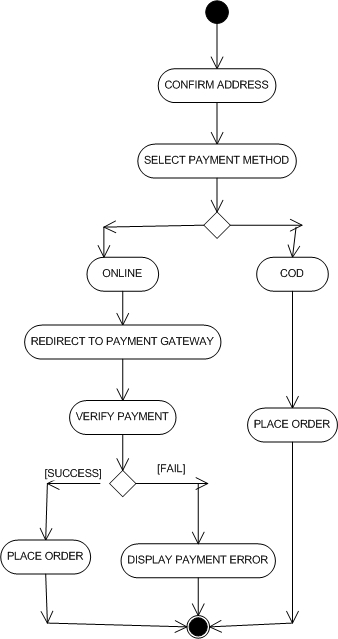 CONFIRM ADDRESS
SELECT PAYMENT METHOD
ONLINE
COD
REDIRECT TO PAYMENT GATEWAY
VERIFY PAYMENT
PLACE ORDER
[SUCCESS]
[FAIL]
PLACE ORDER
DISPLAY PAYMENT ERROR